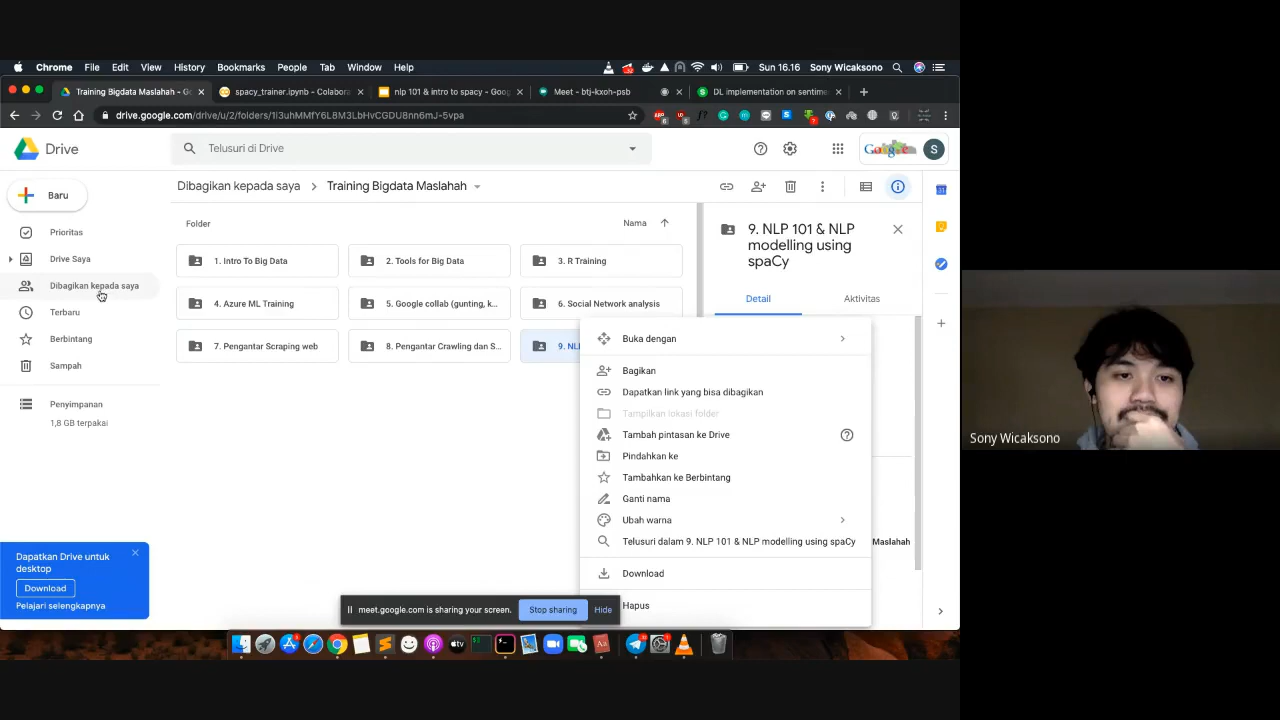 Chrome File Edit View History Bookmarks People Tab Window Help
Sun 16.16 Sony Wicaksono
Training Bigdata Maslahah - Go
spacy_trainer.ipynb - Colabora
nlp 101 & intro to spacy - Goog
Meet - btj-kxoh-psb
DL implementation on sentime
drive.google.com/drive/u/2/folders/1i3uhMMfY6L8M3LbHvCGDU8nn6mJ-5vpa
Drive
Telusuri di Drive
Google
S
Baru
Prioritas
Drive Saya
Dibagikan kepada saya
Terbaru
Berbintang
Sampah
Penyimpanan
1,8 GB terpakai
Dapatkan Drive untuk
desktop
Download
Pelajari selengkapnya
Dibagikan kepada saya > Training Bigdata Maslahah
Folder
Nama
1. Intro To Big Data
2. Tools for Big Data
3. R Training
4. Azure ML Training
5. Google collab (gunting, k...
6. Social Network analysis
7. Pengantar Scraping web
8. Pengantar Crawling dan S...
9. NL
Buka dengan
Bagikan
Dapatkan link yang bisa dibagikan
Tampilkan lokasi folder
Tambah pintasan ke Drive
Pindahkan ke
Tambahkan ke Berbintang
Ganti nama
Ubah warna
Telusuri dalam 9. NLP 101 & NLP modelling using spaCy
Download
Hapus
9. NLP 101 & NLP
modelling using
spaCy
Detail
Aktivitas
Maslahah
meet.google.com is sharing your screen.
Stop sharing
Hide
Sony Wicaksono